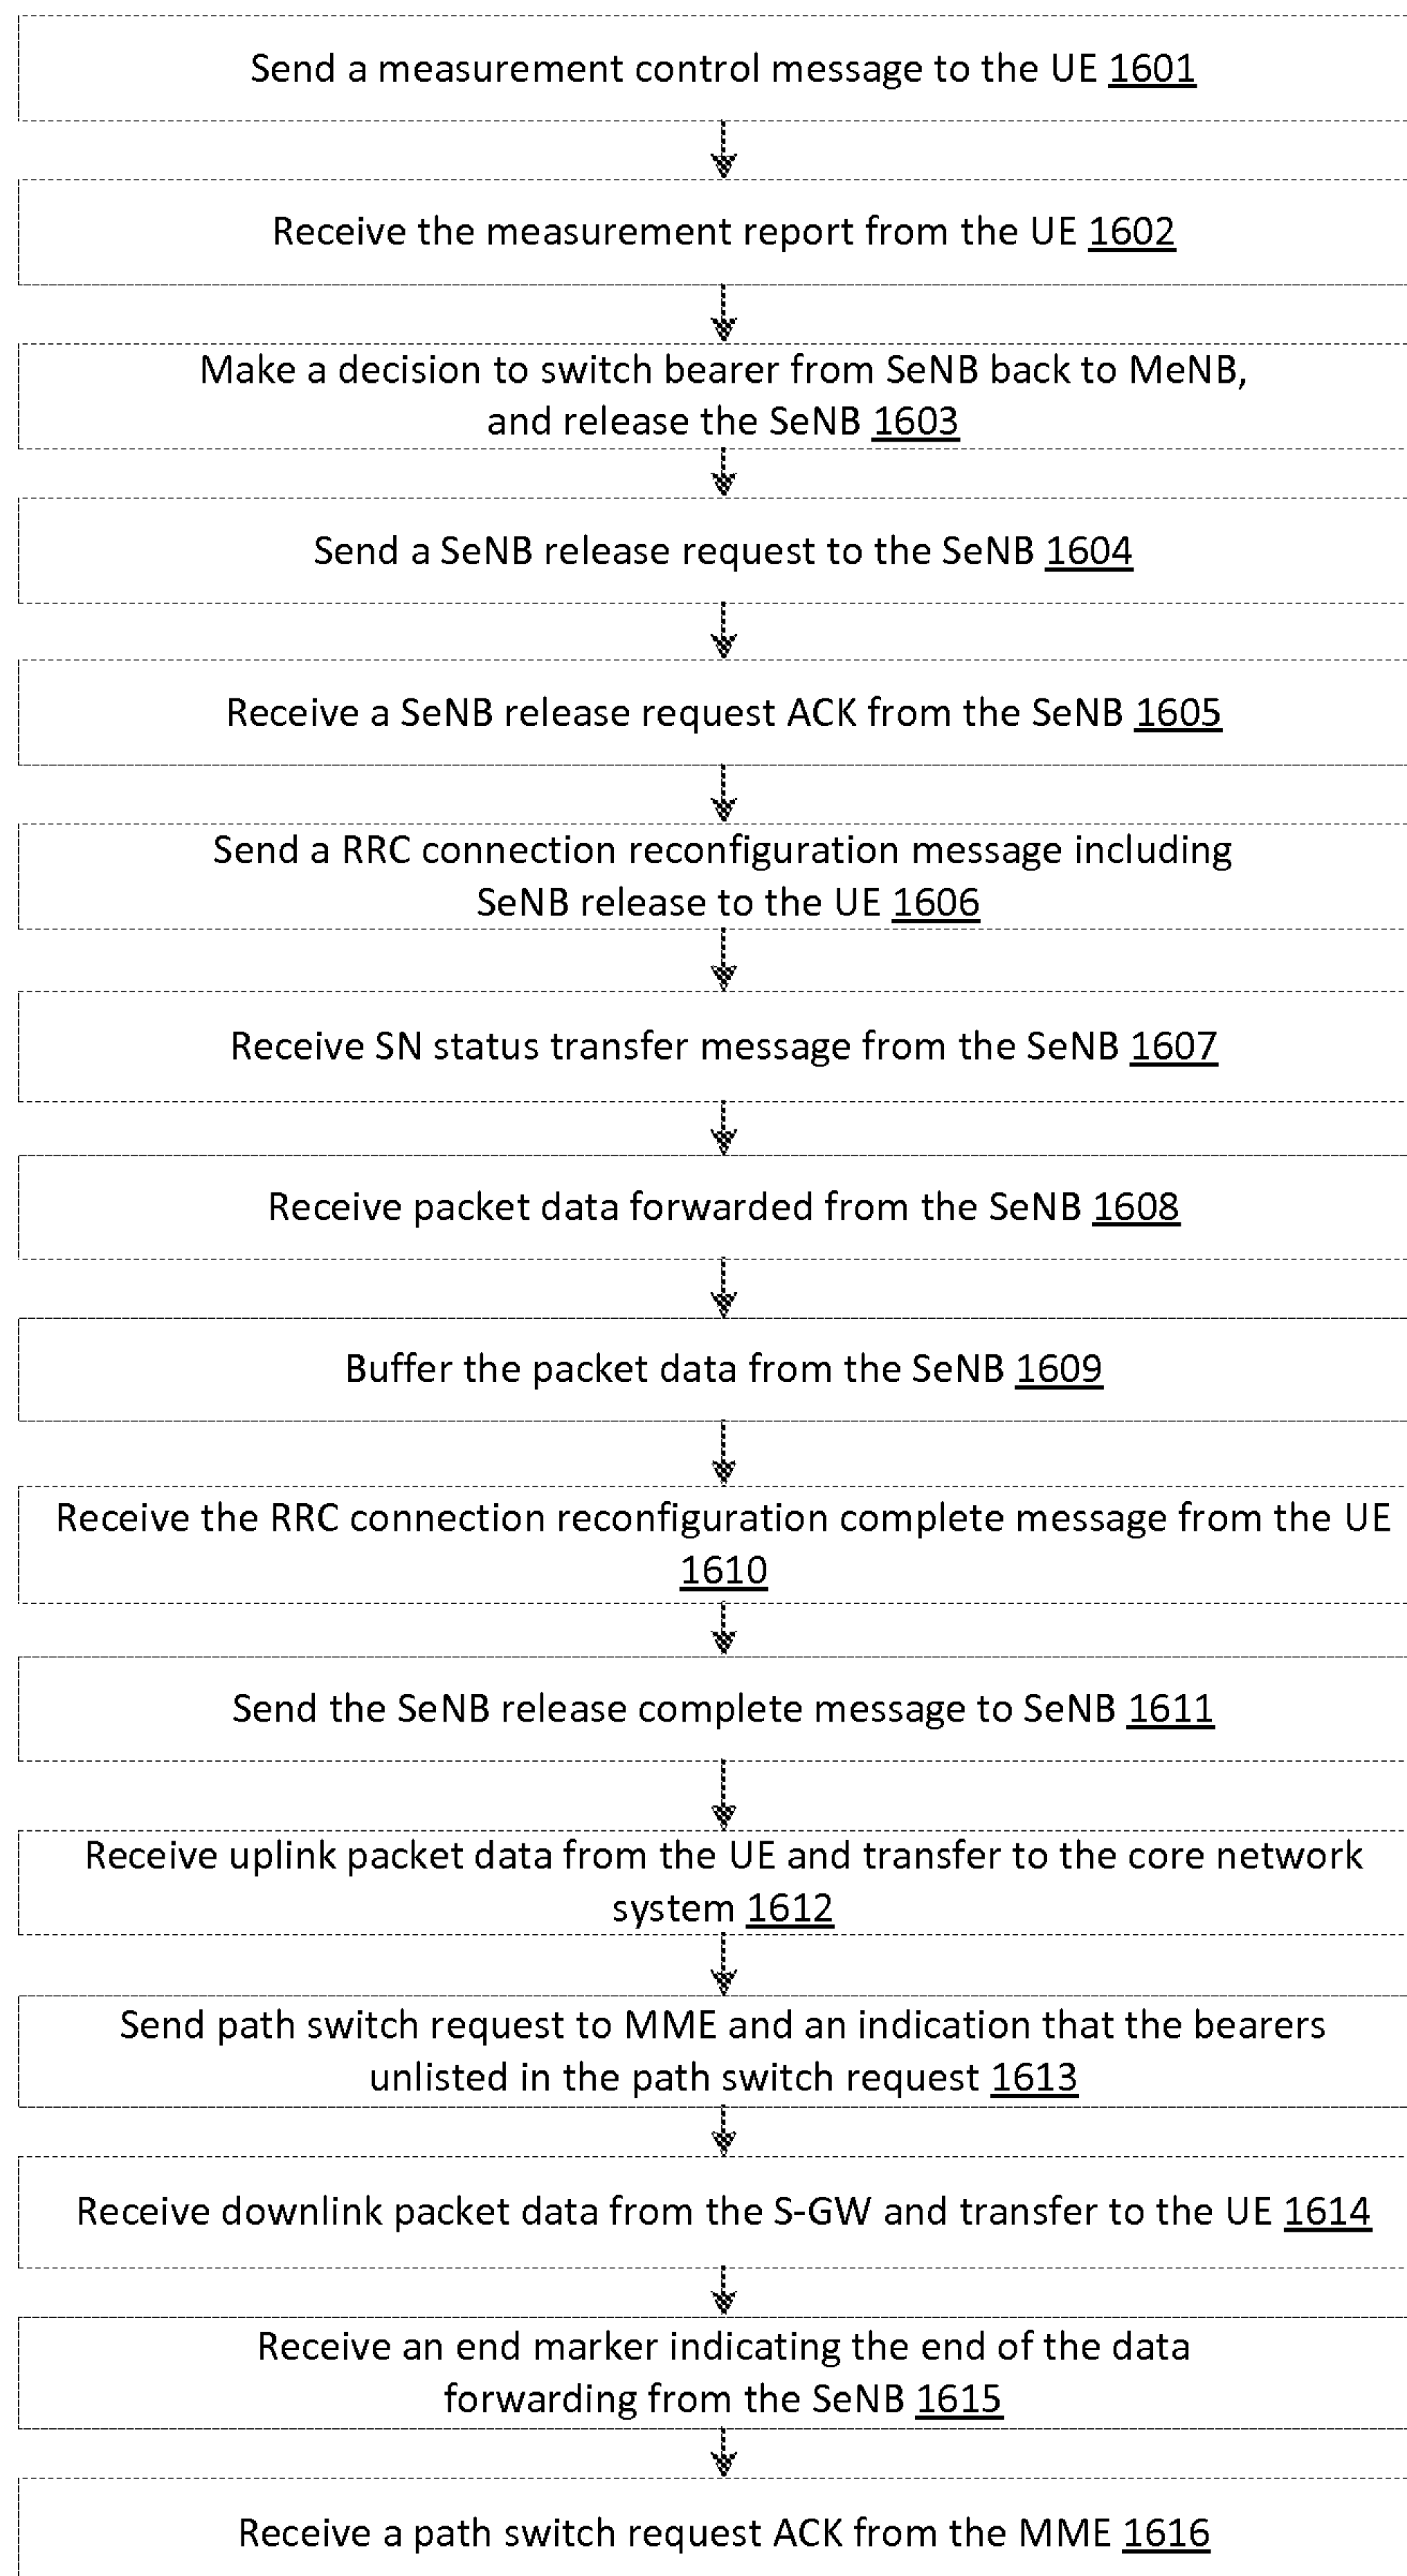 Send a measurement control message to the UE 1601
Receive the measurement report from the UE 1602
Make a decision to switch bearer from SeNB back to MeNB,
and release the SeNB 1603
Send a SeNB release request to the SeNB 1604
Receive a SeNB release request ACK from the SeNB 1605
Send a RRC connection reconfiguration message including
SeNB release to the UE 1606
Receive SN status transfer message from the SeNB 1607
Receive packet data forwarded from the SeNB 1608
Buffer the packet data from the SeNB 1609
Receive the RRC connection reconfiguration complete message from the UE
1610
Send the SeNB release complete message to SeNB 1611
Receive uplink packet data from the UE and transfer to the core network
system 1612
Send path switch request to MME and an indication that the bearers
unlisted in the path switch request 1613
Receive downlink packet data from the S-GW and transfer to the UE 1614
Receive an end marker indicating the end of the data
forwarding from the SeNB 1615
Receive a path switch request ACK from the MME 1616